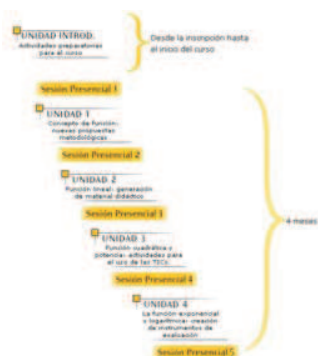 UNIDAD INTROD.
Actividades preparatorias
para el curso
Desde la inscripción hasta
el inicio del curso
Sesión Presencial 1
UNIDAD 1
Concepto de función:
nuevas propuestas
metodológicas
Sesión Presencial 2
UNIDAD 2
Función lineal: generación
de material didáctico
Sesión Presencial 3
UNIDAD 3
Función cuadrática y
potencia: actividades para
el uso de las TICs
4 meses
Sesión Presencial 4
UNIDAD 4
La función exponencial
y logarítmica: creación
de instrumentos de
evaluación
Sesión Presencial 5